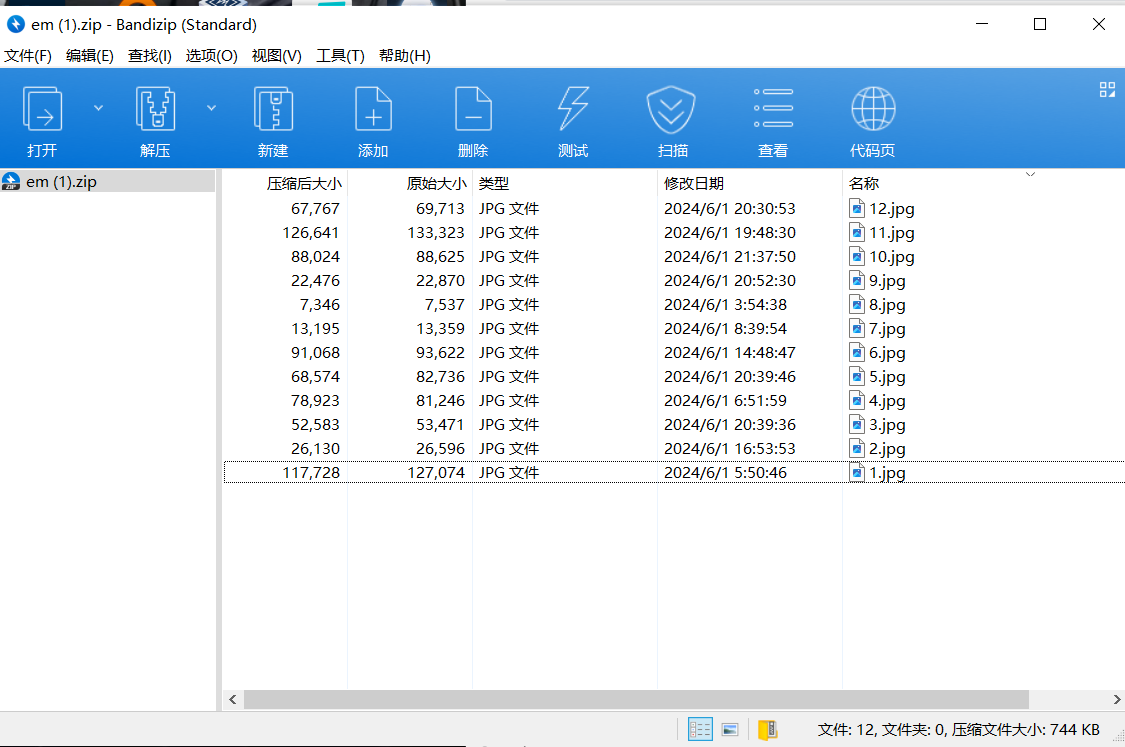 em (1).zip - Bandizip (Standard)
文件(F) 编辑(E) 查找(I) 选项(O) 视图(V) 工具(T) 帮助(H)
打开 解压 新建 添加 删除 测试 扫描 查看 代码页
em (1).zip
压缩后大小 原始大小 类型 修改日期 名称
67,767 69,713 JPG 文件 2024/6/1 20:30:53 12.jpg
126,641 133,323 JPG 文件 2024/6/1 19:48:30 11.jpg
88,024 88,625 JPG 文件 2024/6/1 21:37:50 10.jpg
22,476 22,870 JPG 文件 2024/6/1 20:52:30 9.jpg
7,346 7,537 JPG 文件 2024/6/1 3:54:38 8.jpg
13,195 13,359 JPG 文件 2024/6/1 8:39:54 7.jpg
91,068 93,622 JPG 文件 2024/6/1 14:48:47 6.jpg
68,574 82,736 JPG 文件 2024/6/1 20:39:46 5.jpg
78,923 81,246 JPG 文件 2024/6/1 6:51:59 4.jpg
52,583 53,471 JPG 文件 2024/6/1 20:39:36 3.jpg
26,130 26,596 JPG 文件 2024/6/1 16:53:53 2.jpg
117,728 127,074 JPG 文件 2024/6/1 5:50:46 1.jpg
文件: 12, 文件夹: 0, 压缩文件大小: 744 KB